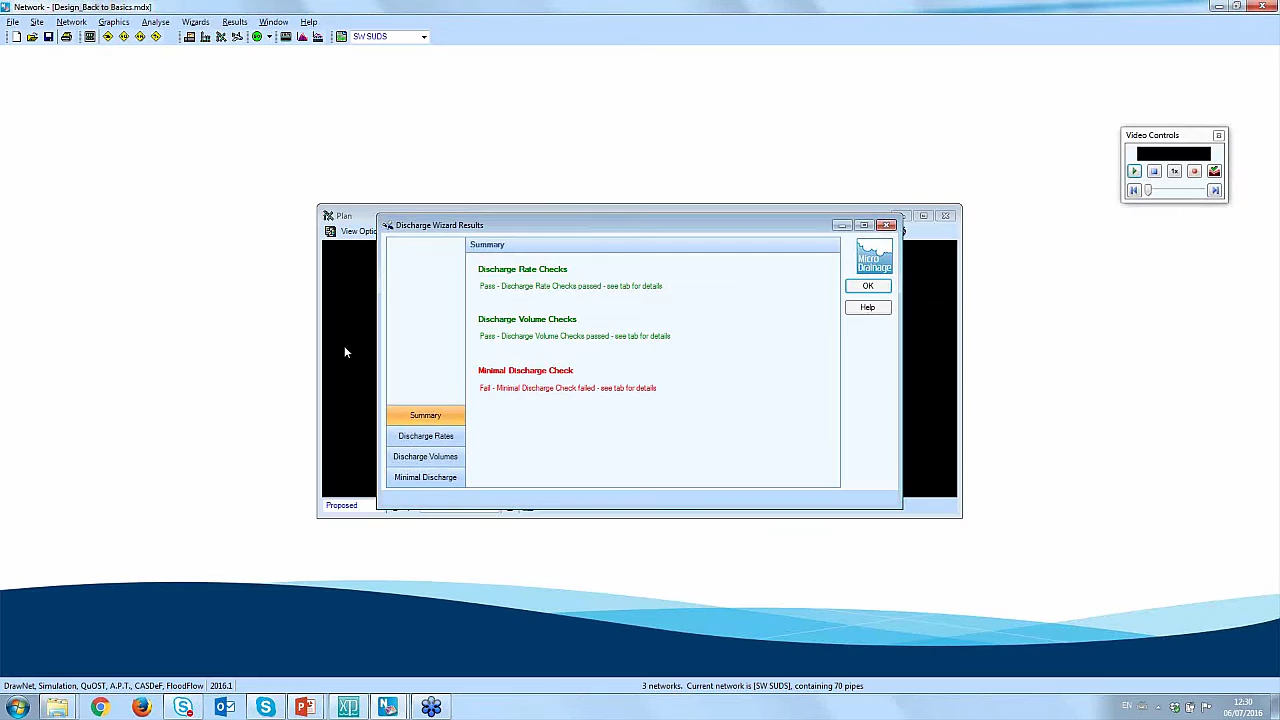 Network - [Design_Back to Basics.mdx]
File Site Network Graphics Analyse Wizards Results Window Help
SW SUDS
Video Controls
1x
Plan
Discharge Wizard Results
View Optio
Summary
Discharge Rate Checks
Pass - Discharge Rate Checks passed - see tab for details
Discharge Volume Checks
Pass - Discharge Volume Checks passed - see tab for details
Minimal Discharge Check
Fail - Minimal Discharge Check failed - see tab for details
Micro
Drainage
OK
Help
Summary
Discharge Rates
Discharge Volumes
Minimal Discharge
Proposed
DrawNet, Simulation, QuOST, A.P.T., CASDeF, FloodFlow 2016.1
3 networks. Current network is [SW SUDS], containing 70 pipes
EN
12:30
06/07/2016